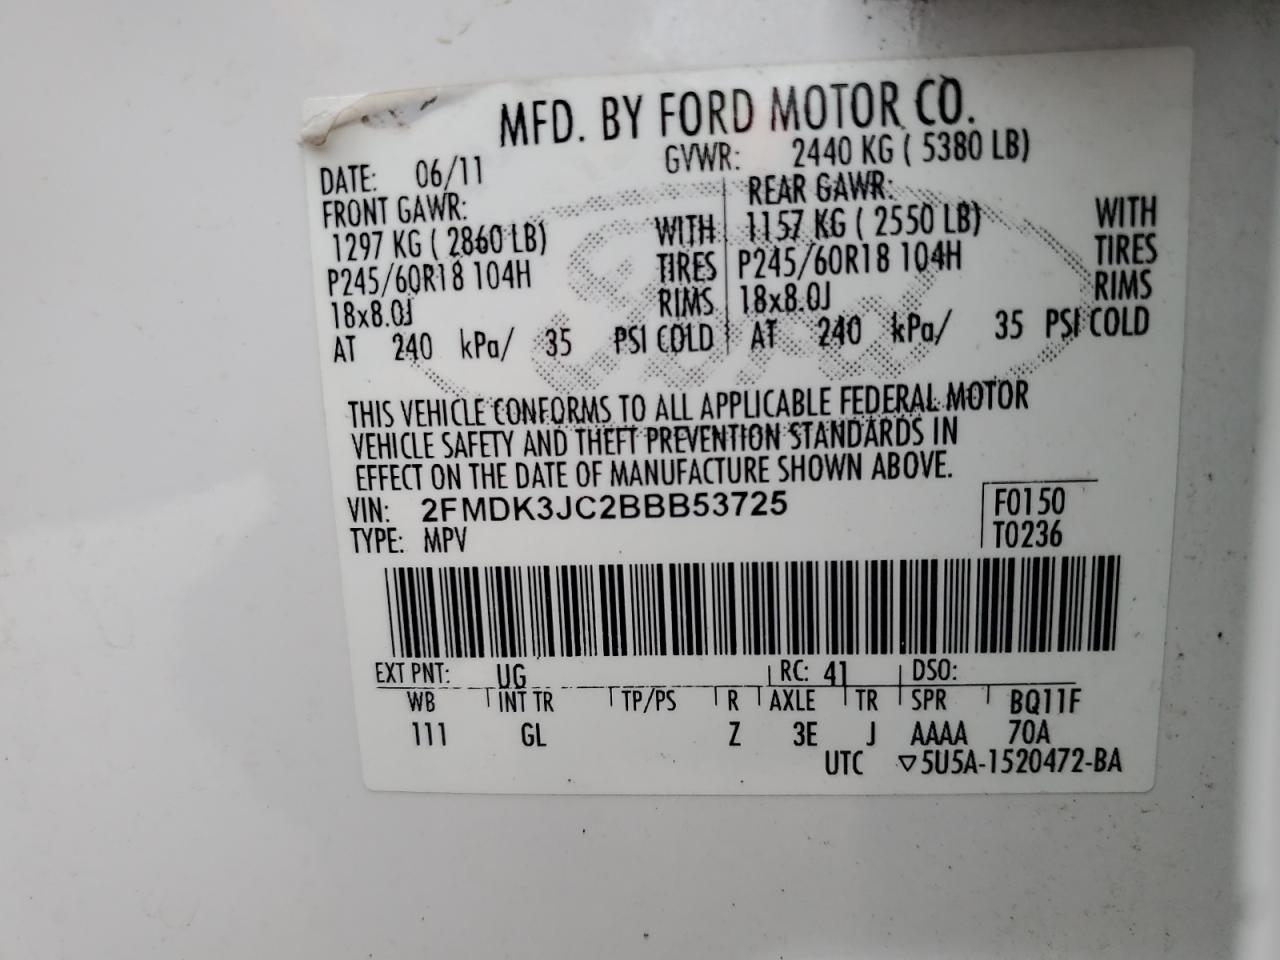 MFD. BY FORD MOTOR CO.
DATE: 06/11 GVWR: 2440 KG ( 5380 LB)
FRONT GAWR: REAR GAWR:
1297 KG ( 2860 LB) WITH 1157 KG ( 2550 LB) WITH
P245/60R18 104H TIRES P245/60R18 104H TIRES
18x8.0J RIMS 18x8.0J RIMS
AT 240 kPa/ 35 PSI COLD AT 240 kPa/ 35 PSI COLD
THIS VEHICLE CONFORMS TO ALL APPLICABLE FEDERAL MOTOR
VEHICLE SAFETY AND THEFT PREVENTION STANDARDS IN
EFFECT ON THE DATE OF MANUFACTURE SHOWN ABOVE.
VIN: 2FMDK3JC2BBB53725 F0150
TYPE: MPV T0236
EXT PNT: UG RC: 41 DSO:
WB INT TR TP/PS R AXLE TR SPR BQ11F
111 GL Z 3E J AAAA 70A
UTC ▽5U5A-1520472-BA